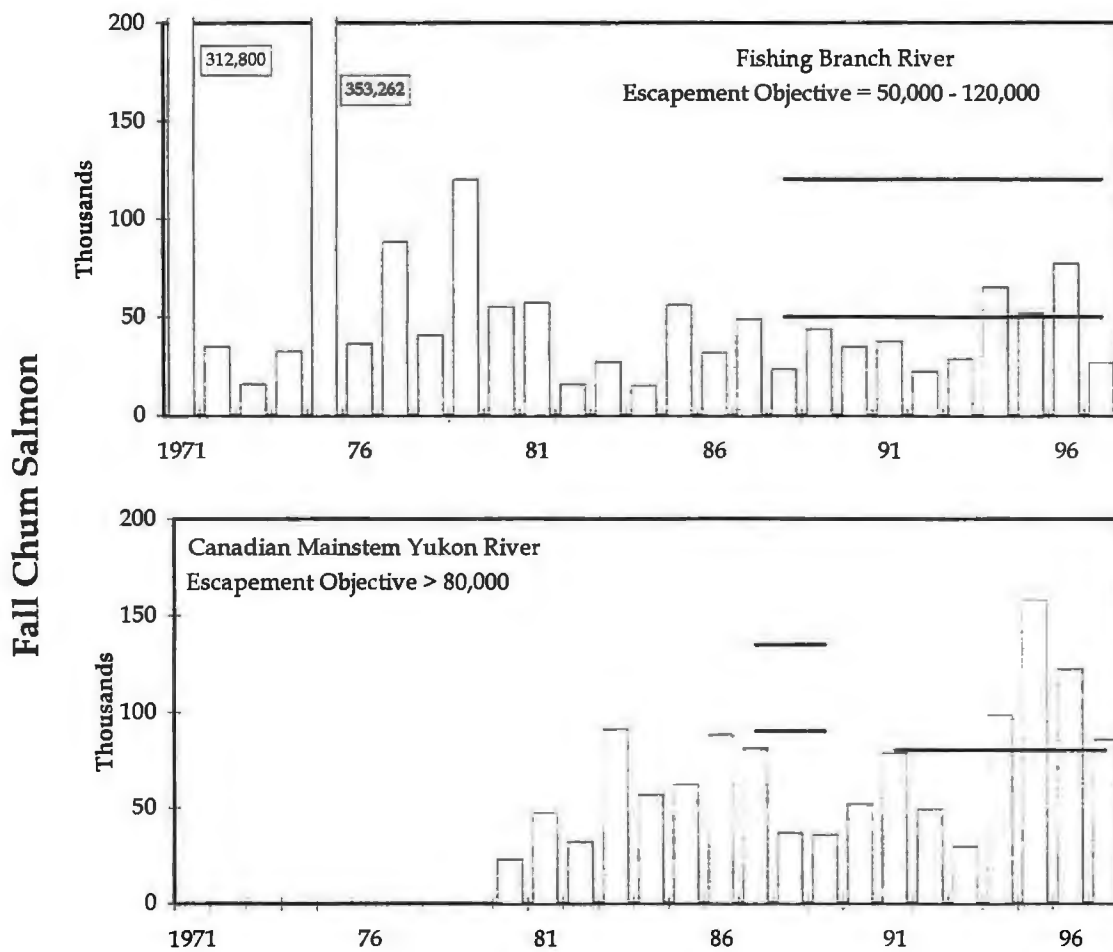 Fall Chum Salmon
Thousands
200
150
100
50
0
312,800
353,262
Fishing Branch River
Escapement Objective = 50,000 - 120,000
1971 76 81 86 91 96
Thousands
200
150
100
50
0
Canadian Mainstem Yukon River
Escapement Objective > 80,000
1971 76 81 86 91 96